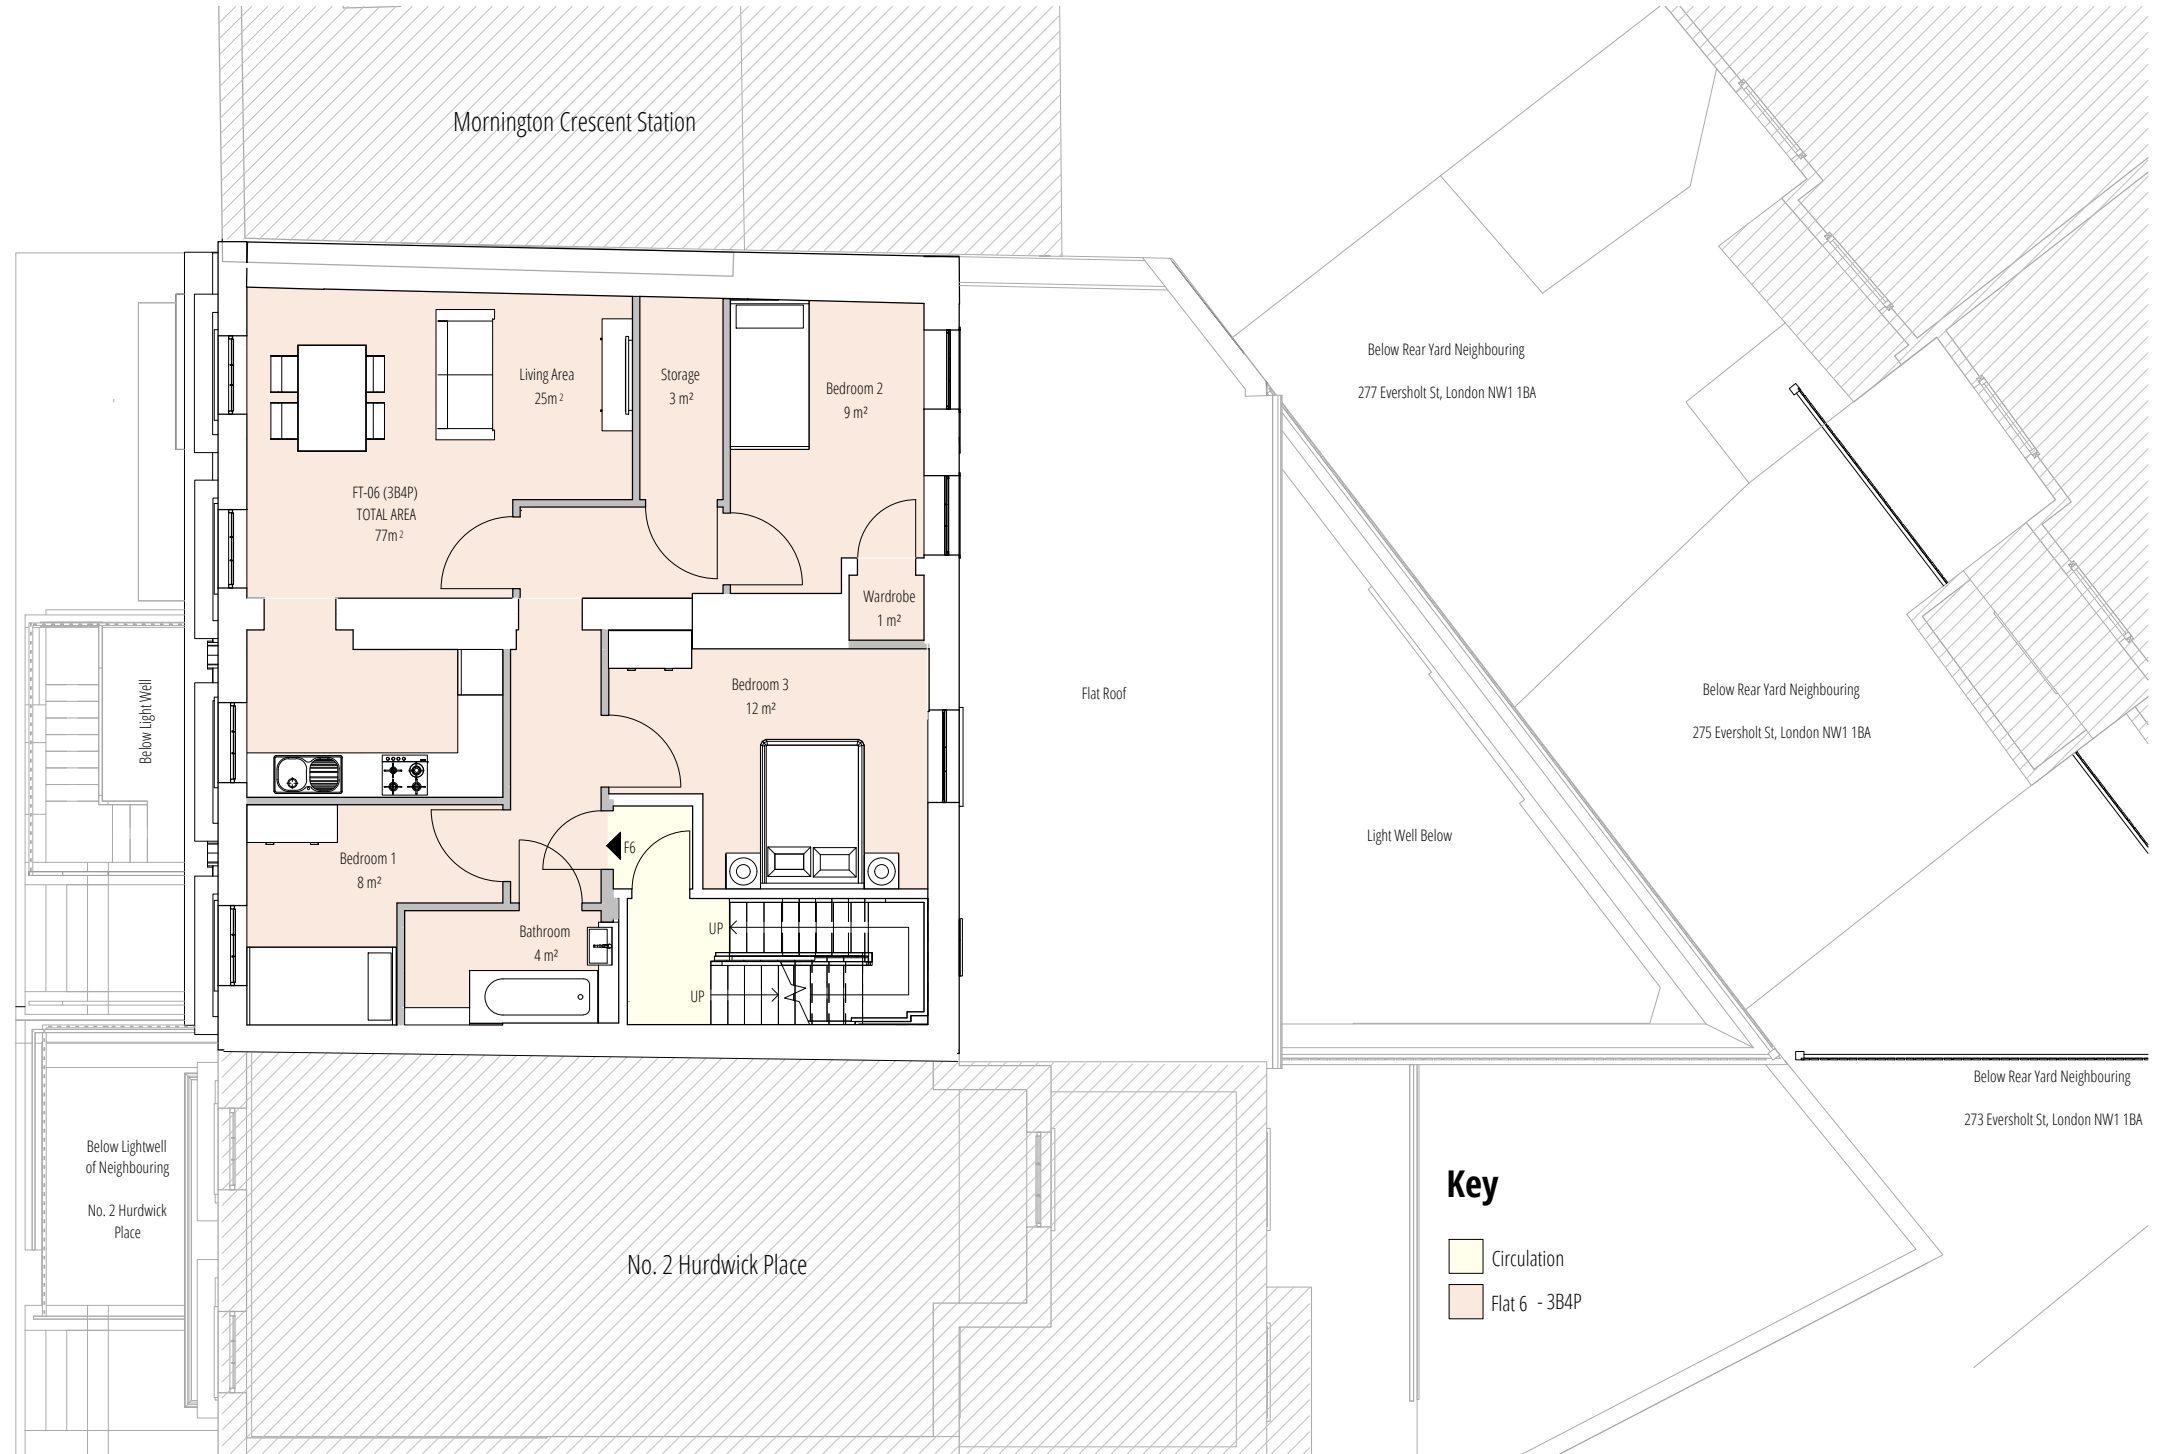 Mornington Crescent Station
Below Rear Yard Neighbouring
277 Eversholt St, London NW1 1BA
Living Area
25m²
Storage
3 m²
Bedroom 2
9 m²
FT-06 (3B4P)
TOTAL AREA
77m²
Wardrobe
1 m²
Below Light Well
Bedroom 3
12 m²
Flat Roof
Below Rear Yard Neighbouring
275 Eversholt St, London NW1 1BA
Light Well Below
F6
Bedroom 1
8 m²
Bathroom
4 m²
UP
UP
Below Rear Yard Neighbouring
273 Eversholt St, London NW1 1BA
Below Lightwell
of Neighbouring
No. 2 Hurdwick
Place
No. 2 Hurdwick Place
Key
Circulation
Flat 6 - 3B4P